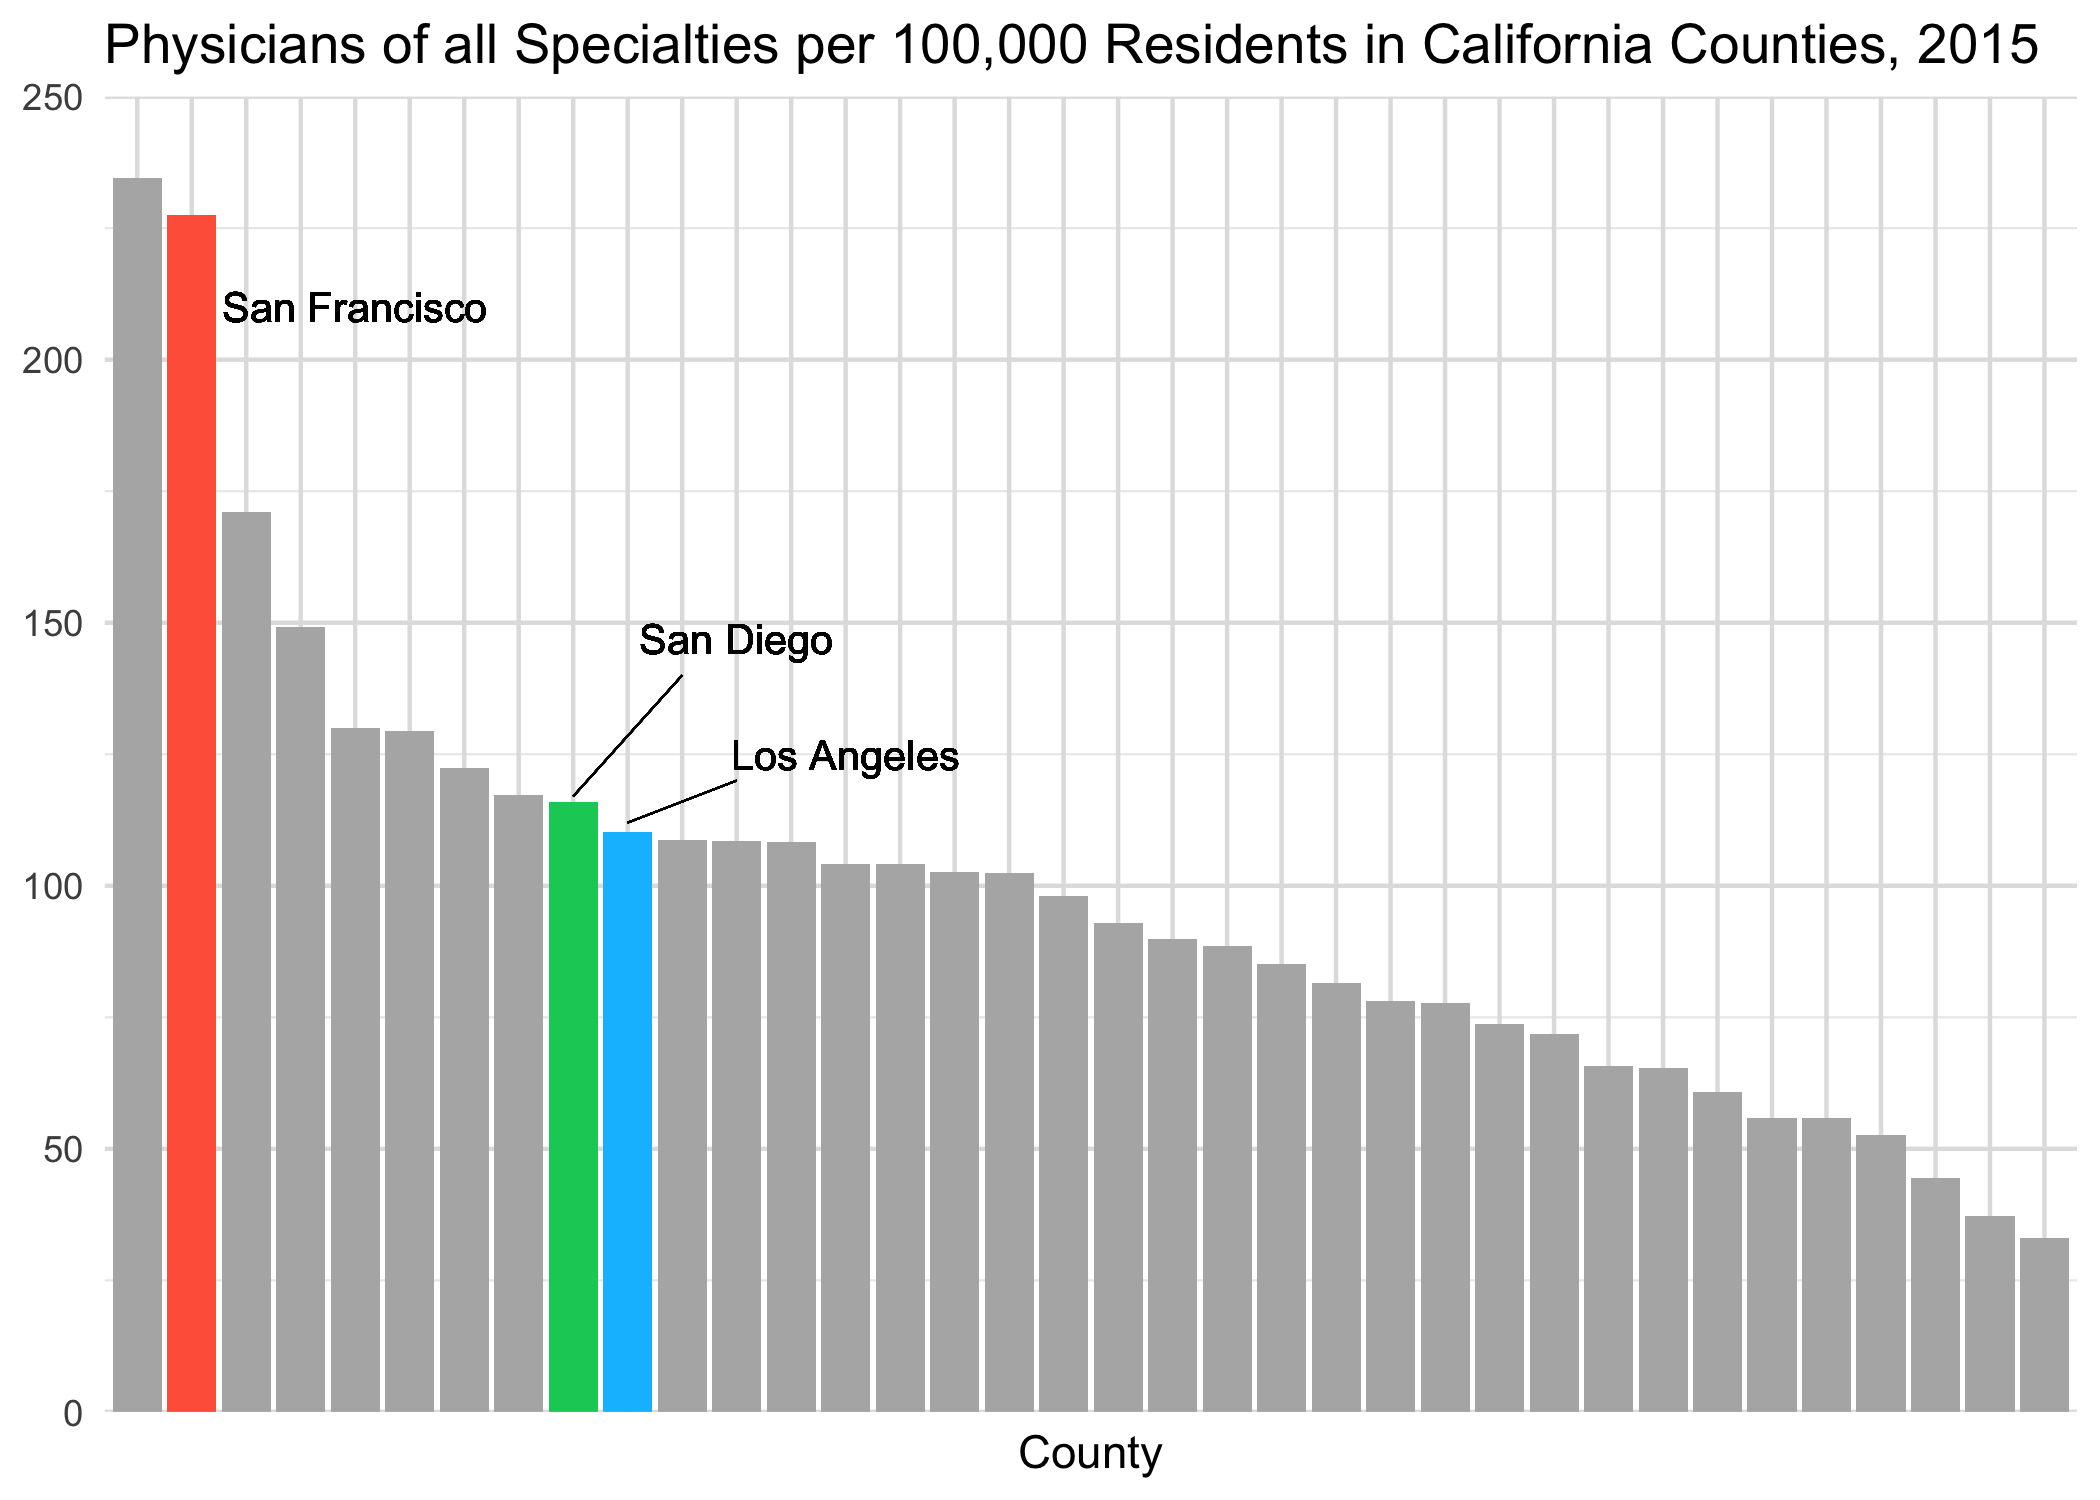 Physicians of all Specialties per 100,000 Residents in California Counties, 2015
250
San Francisco
200
150
San Diego
Los Angeles
100
50
0
County